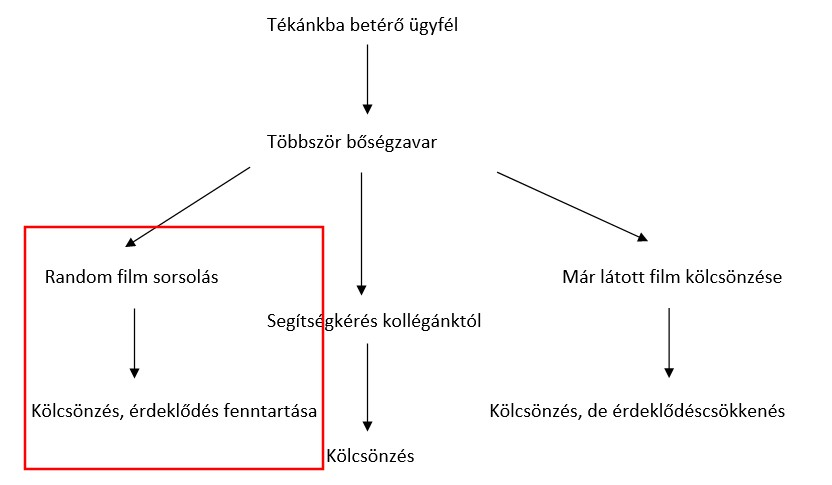 Tékánkba betérő ügyfél
Többször bőségzavar
Random film sorsolás
Már látott film kölcsönzése
Segítségkérés kollégánktól
Kölcsönzés, érdeklődés fenntartása
Kölcsönzés, de érdeklődéscsökkenés
Kölcsönzés